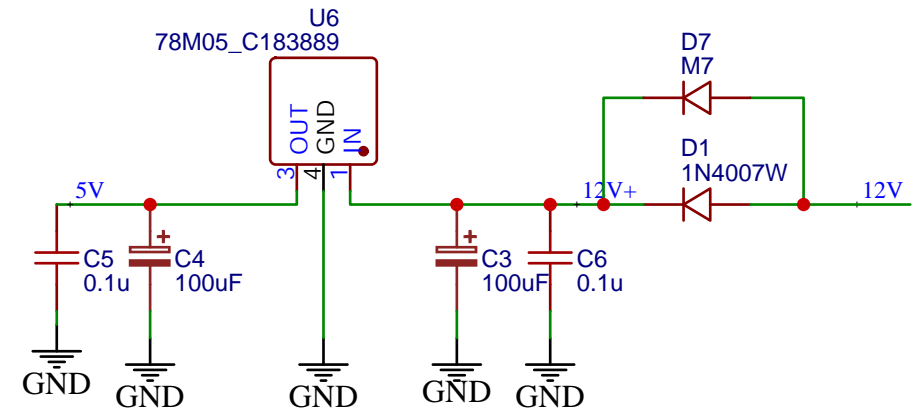 U6
78M05_C183889
OUT
GND
IN
3
4
1
D7
M7
D1
1N4007W
5V
12V+
12V
C5
0.1u
C4
100uF
C3
100uF
C6
0.1u
GND
GND
GND
GND
GND